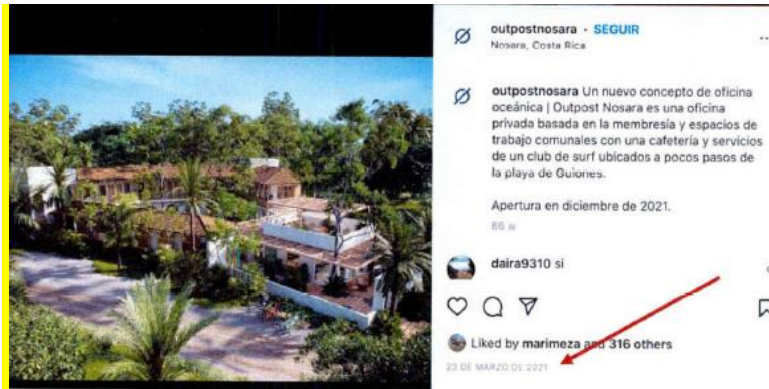 outpostnosara • SEGUIR
Nosara, Costa Rica
outpostnosara Un nuevo concepto de oficina
oceánica | Outpost Nosara es una oficina
privada basada en la membresía y espacios de
trabajo comunales con una cafetería y servicios
de un club de surf ubicados a pocos pasos de
la playa de Guiones.
Apertura en diciembre de 2021.
86 w
daira9310 si
Liked by marimeza and 316 others
23 DE MARZO DE 2021